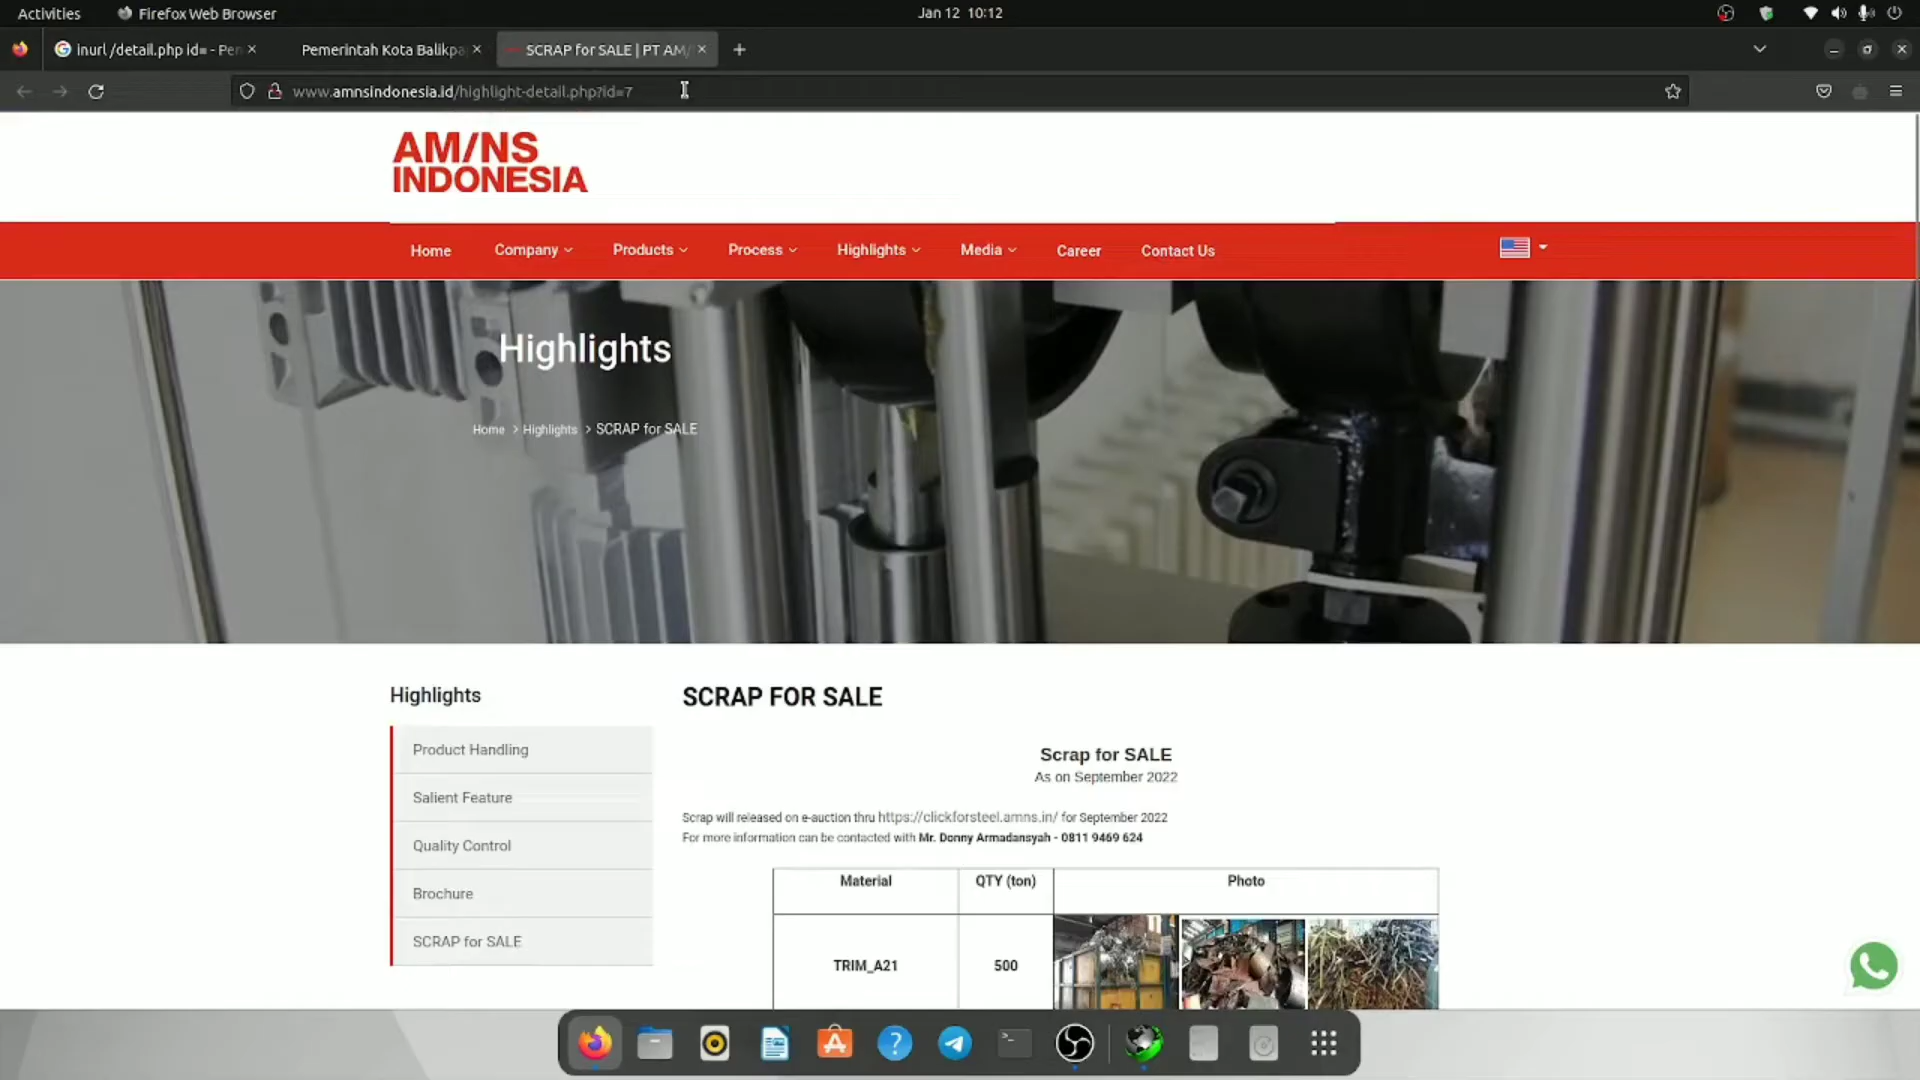 Activities
Firefox Web Browser
Jan 12 10:12
inurl /detail.php id= - Pen
Pemerintah Kota Balikpa
SCRAP for SALE | PT AM/
www.amnsindonesia.id/highlight-detail.php?id=7
AM/NS
INDONESIA
Home
Company
Products
Process
Highlights
Media
Career
Contact Us
Highlights
Home > Highlights > SCRAP for SALE
Highlights
Product Handling
Salient Feature
Quality Control
Brochure
SCRAP for SALE
SCRAP FOR SALE
Scrap for SALE
As on September 2022
Scrap will released on e-auction thru https://clickforsteel.amns.in/ for September 2022
For more information can be contacted with Mr. Donny Armadansyah - 0811 9469 624
Material QTY (ton) Photo
TRIM_A21 500